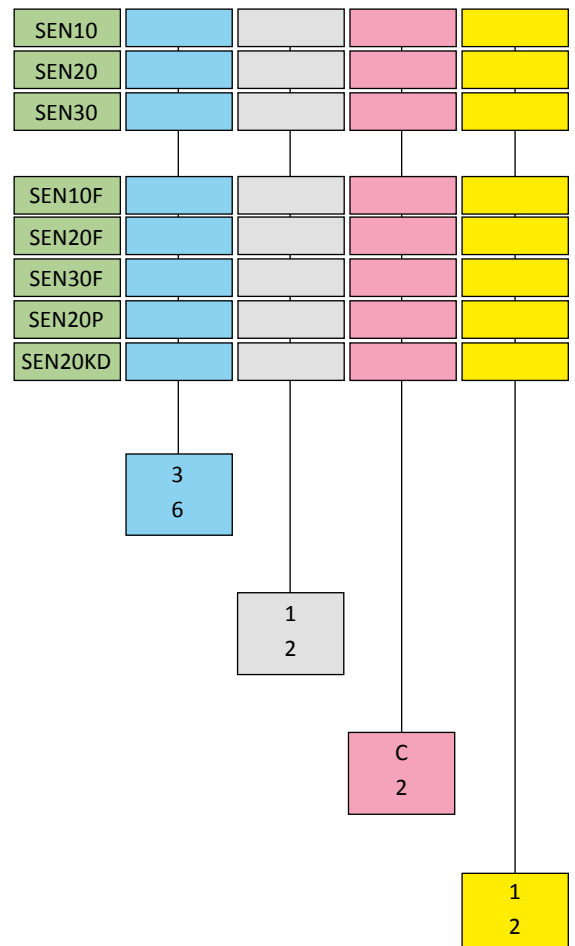 SEN10
SEN20
SEN30
SEN10F
SEN20F
SEN30F
SEN20P
SEN20KD
3
6
1
2
C
2
1
2